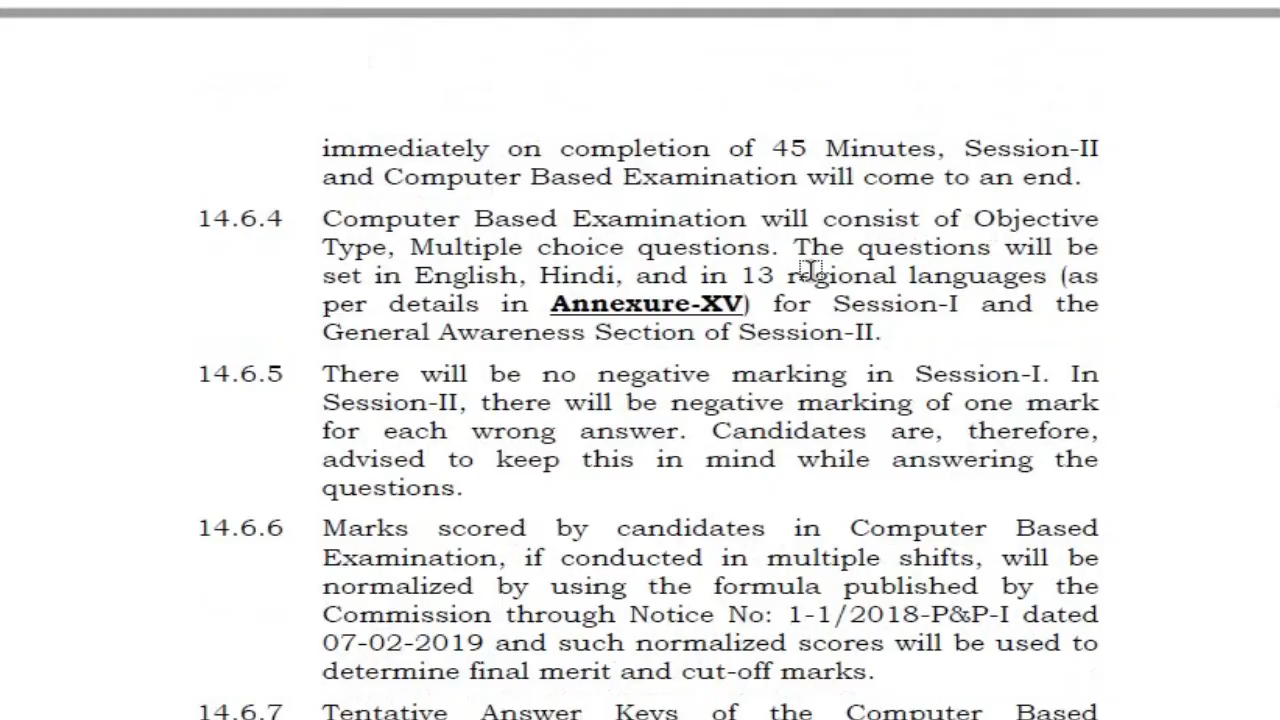 immediately on completion of 45 Minutes, Session-II
and Computer Based Examination will come to an end.
14.6.4 Computer Based Examination will consist of Objective
Type, Multiple choice questions. The questions will be
set in English, Hindi, and in 13 regional languages (as
per details in Annexure-XV) for Session-I and the
General Awareness Section of Session-II.
14.6.5 There will be no negative marking in Session-I. In
Session-II, there will be negative marking of one mark
for each wrong answer. Candidates are, therefore,
advised to keep this in mind while answering the
questions.
14.6.6 Marks scored by candidates in Computer Based
Examination, if conducted in multiple shifts, will be
normalized by using the formula published by the
Commission through Notice No: 1-1/2018-P&P-I dated
07-02-2019 and such normalized scores will be used to
determine final merit and cut-off marks.
14.6.7 Tentative Answer Keys of the Computer Based